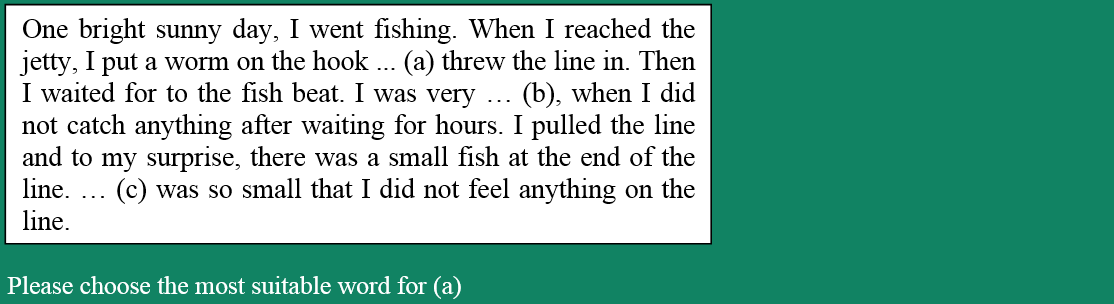 One bright sunny day, I went fishing. When I reached the
jetty, I put a worm on the hook ... (a) threw the line in. Then
I waited for to the fish beat. I was very … (b), when I did
not catch anything after waiting for hours. I pulled the line
and to my surprise, there was a small fish at the end of the
line. … (c) was so small that I did not feel anything on the
line.
Please choose the most suitable word for (a)